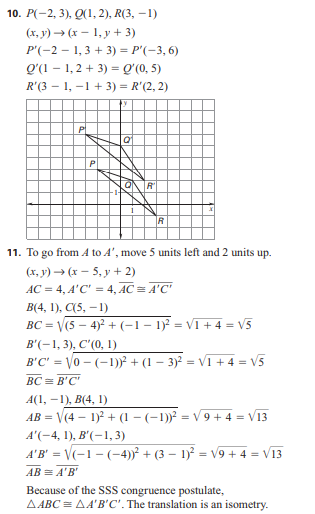 10. P(−2, 3), Q(1, 2), R(3, −1)
(x, y) → (x − 1, y + 3)
P′(−2 − 1, 3 + 3) = P′(−3, 6)
Q′(1 − 1, 2 + 3) = Q′(0, 5)
R′(3 − 1, −1 + 3) = R′(2, 2)
y
P′
Q′
P
Q R′
1
1 x
R
11. To go from A to A′, move 5 units left and 2 units up.
(x, y) → (x − 5, y + 2)
AC = 4, A′C′ = 4, A̅C̅ ≅ A̅′C̅′
B(4, 1), C(5, −1)
BC = √(5 − 4)² + (−1 − 1)² = √1 + 4 = √5
B′(−1, 3), C′(0, 1)
B′C′ = √0 − (−1))² + (1 − 3)² = √1 + 4 = √5
B̅C̅ ≅ B̅′C̅′
A(1, −1), B(4, 1)
AB = √(4 − 1)² + (1 − (−1))² = √9 + 4 = √13
A′(−4, 1), B′(−1, 3)
A′B′ = √(−1 − (−4))² + (3 − 1)² = √9 + 4 = √13
A̅B̅ ≅ A̅′B̅′
Because of the SSS congruence postulate,
△ABC ≅ △A′B′C′. The translation is an isometry.